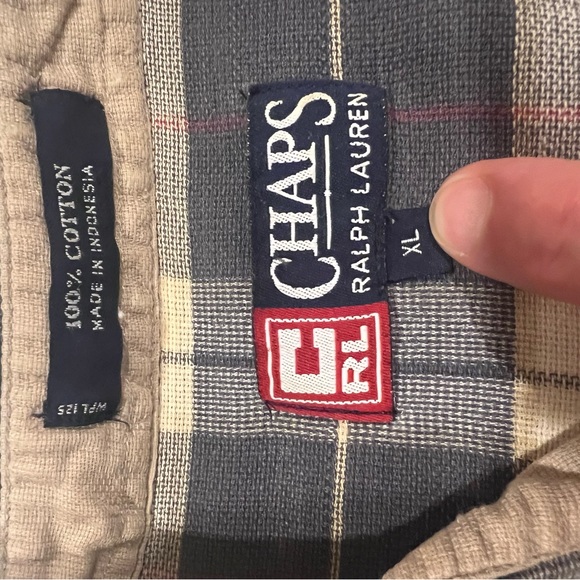 100% COTTON
MADE IN INDONESIA
WPL 125
CHAPS
RALPH LAUREN
C
RL
XL